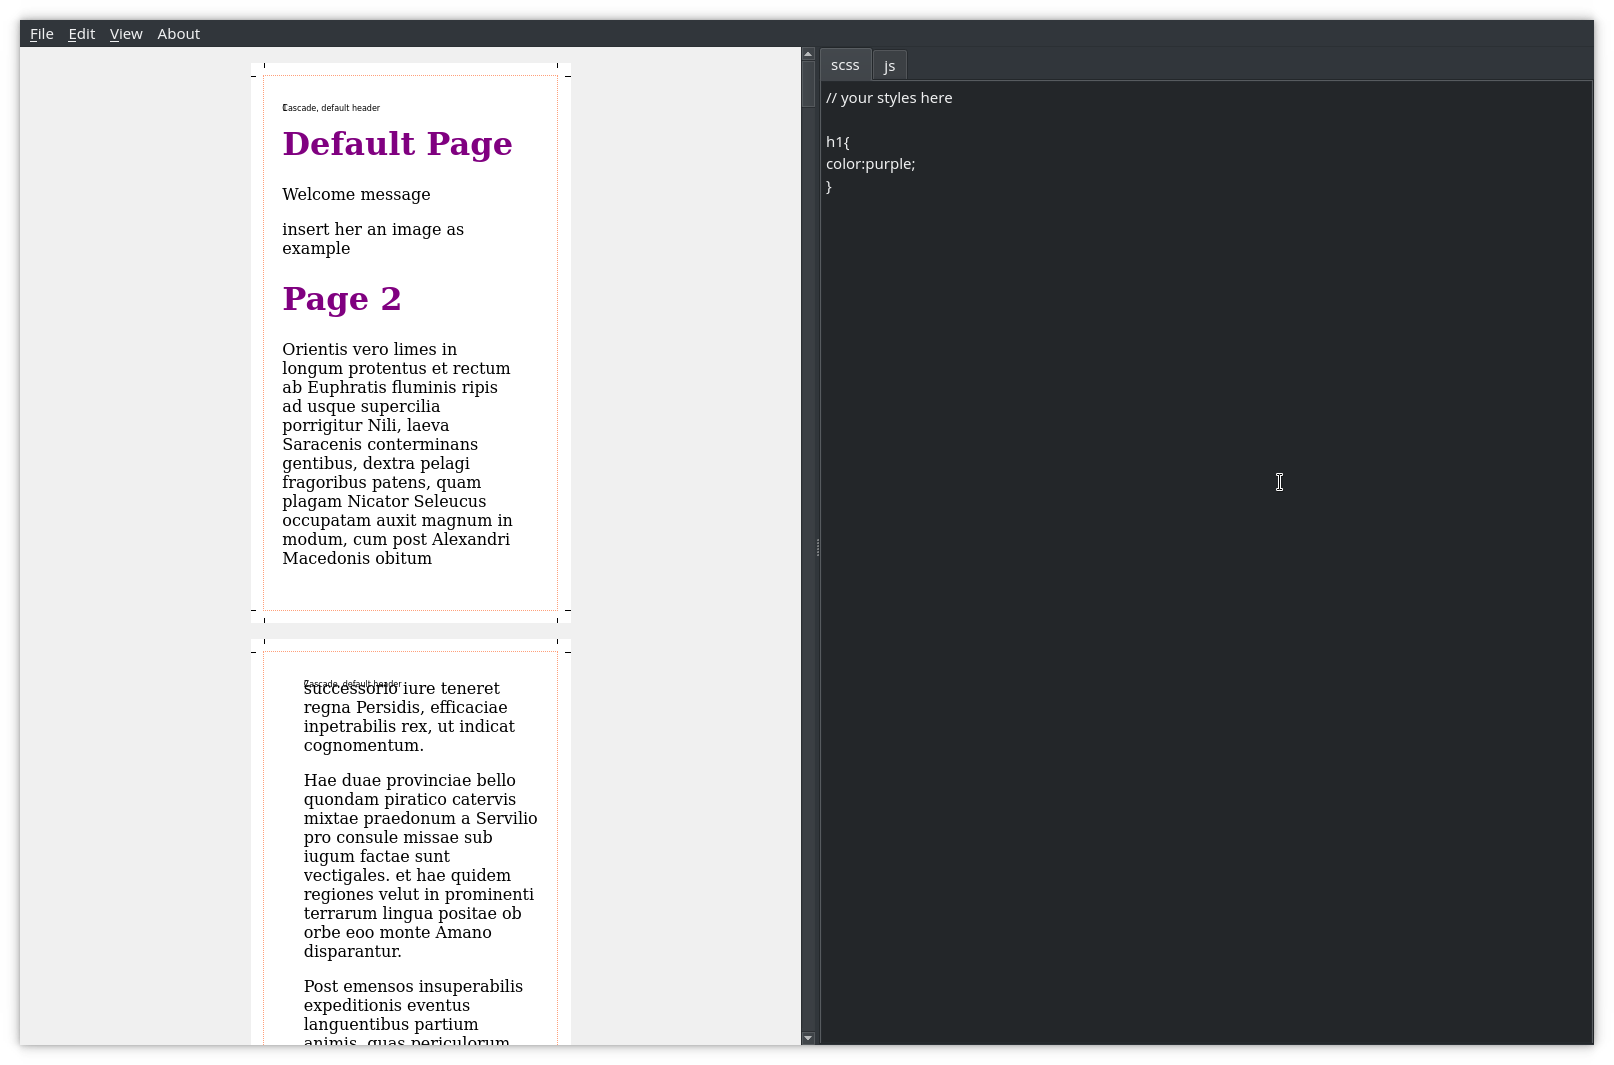 File Edit View About
Cascade, default header
Default Page
Welcome message
insert her an image as
example
Page 2
Orientis vero limes in
longum protentus et rectum
ab Euphratis fluminis ripis
ad usque supercilia
porrigitur Nili, laeva
Saracenis conterminans
gentibus, dextra pelagi
fragoribus patens, quam
plagam Nicator Seleucus
occupatam auxit magnum in
modum, cum post Alexandri
Macedonis obitum
Cascade, default header
successorio iure teneret
regna Persidis, efficaciae
inpetrabilis rex, ut indicat
cognomentum.
Hae duae provinciae bello
quondam piratico catervis
mixtae praedonum a Servilio
pro consule missae sub
iugum factae sunt
vectigales. et hae quidem
regiones velut in prominenti
terrarum lingua positae ob
orbe eoo monte Amano
disparantur.
Post emensos insuperabilis
expeditionis eventus
languentibus partium
animis, quas periculorum
scss js
// your styles here
h1{
color:purple;
}